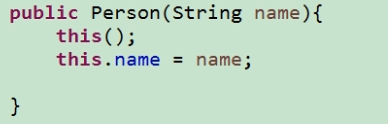 public Person(String name){
    this();
    this.name = name;
}